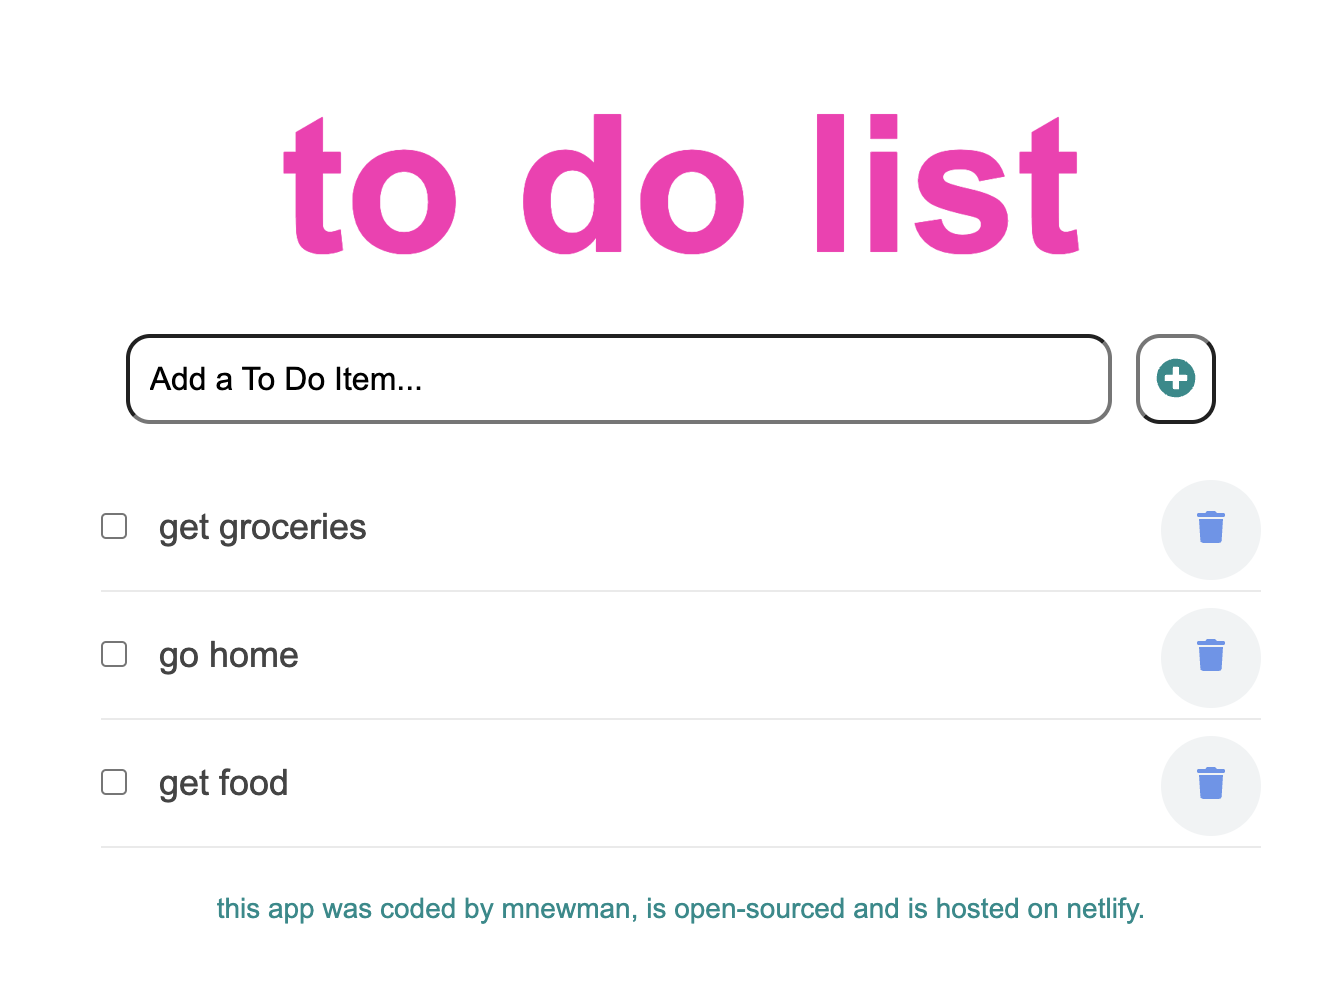 to do list
Add a To Do Item...
get groceries
go home
get food
this app was coded by mnewman, is open-sourced and is hosted on netlify.